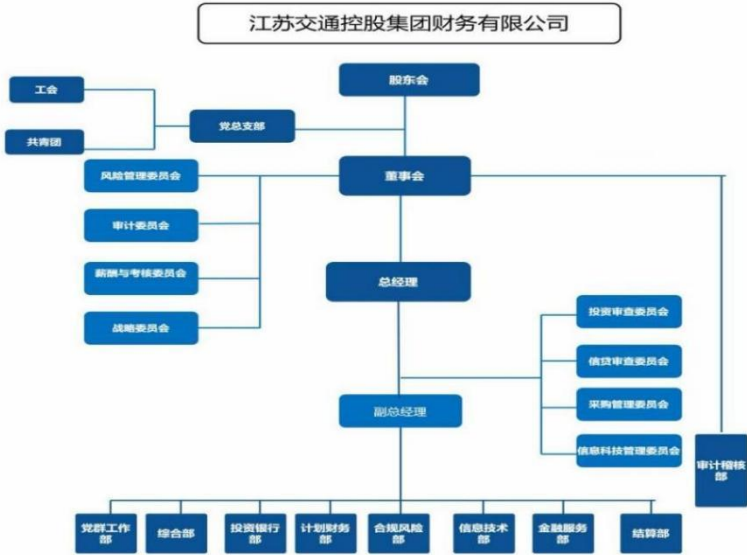 江苏交通控股集团财务有限公司
股东会
工会
党总支部
共青团
董事会
风险管理委员会
审计委员会
薪酬与考核委员会
战略委员会
总经理
投资审查委员会
信贷审查委员会
副总经理
采购管理委员会
信息科技管理委员会
审计稽核
部
党群工作
部
综合部
投资银行
部
计划财务
部
合规风险
部
信息技术
部
金融服务
部
结算部